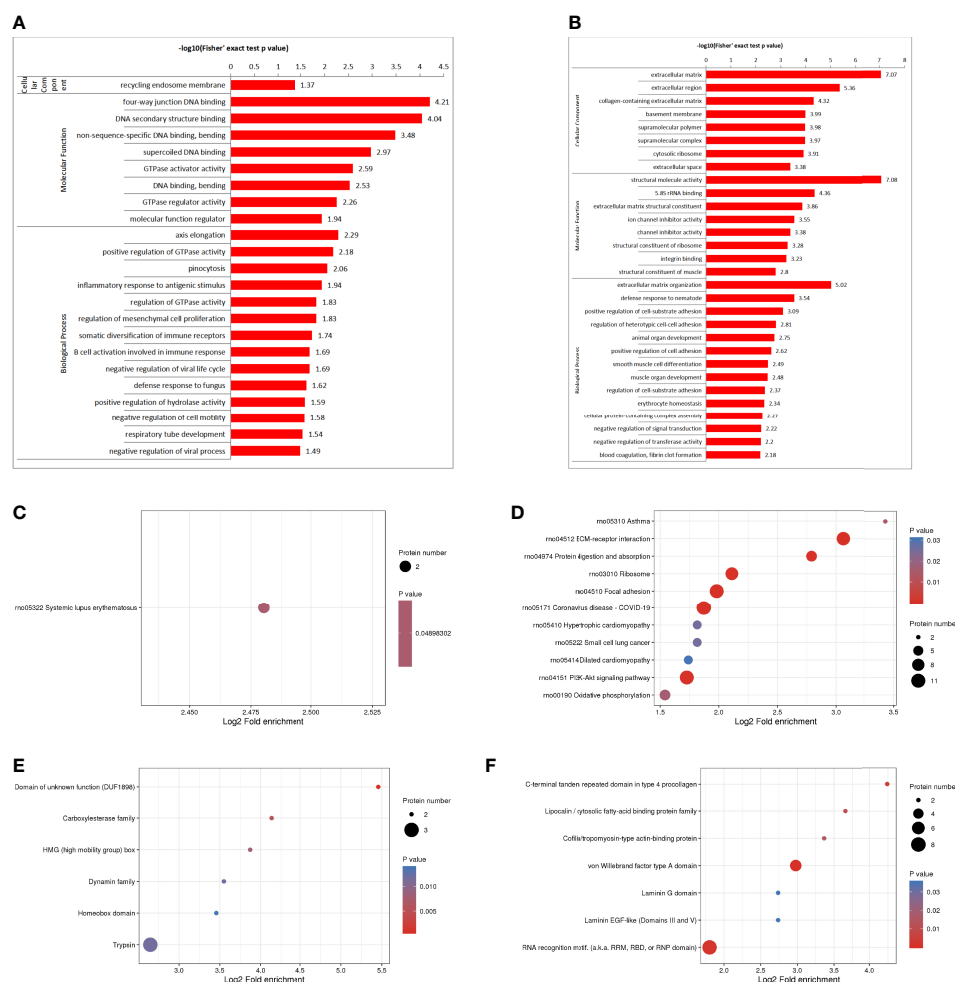 A
-log10(Fisher' exact test p value)
0 0.5 1 1.5 2 2.5 3 3.5 4 4.5
Cellu
lar
Com
pon
ent
recycling endosome membrane 1.37
Molecular Function
four-way junction DNA binding 4.21
DNA secondary structure binding 4.04
non-sequence-specific DNA binding, bending 3.48
supercoiled DNA binding 2.97
GTPase activator activity 2.59
DNA binding, bending 2.53
GTPase regulator activity 2.26
molecular function regulator 1.94
Biological Process
axis elongation 2.29
positive regulation of GTPase activity 2.18
pinocytosis 2.06
inflammatory response to antigenic stimulus 1.94
regulation of GTPase activity 1.83
regulation of mesenchymal cell proliferation 1.83
somatic diversification of immune receptors 1.74
B cell activation involved in immune response 1.69
negative regulation of viral life cycle 1.69
defense response to fungus 1.62
positive regulation of hydrolase activity 1.59
negative regulation of cell motility 1.58
respiratory tube development 1.54
negative regulation of viral process 1.49
B
-log10(Fisher' exact test p value)
0 1 2 3 4 5 6 7 8
Cellular Component
extracellular matrix 7.07
extracellular region 5.36
collagen-containing extracellular matrix 4.32
basement membrane 3.99
supramolecular polymer 3.98
supramolecular complex 3.97
cytosolic ribosome 3.91
extracellular space 3.38
Molecular Function
structural molecule activity 7.08
5.8S rRNA binding 4.36
extracellular matrix structural constituent 3.86
ion channel inhibitor activity 3.55
channel inhibitor activity 3.38
structural constituent of ribosome 3.28
integrin binding 3.23
structural constituent of muscle 2.8
Biological Process
extracellular matrix organization 5.02
defense response to nematode 3.54
positive regulation of cell-substrate adhesion 3.09
regulation of heterotypic cell-cell adhesion 2.81
animal organ development 2.75
positive regulation of cell adhesion 2.62
smooth muscle cell differentiation 2.49
muscle organ development 2.48
regulation of cell-substrate adhesion 2.37
erythrocyte homeostasis 2.34
cellular protein-containing complex assembly 2.27
negative regulation of signal transduction 2.22
negative regulation of transferase activity 2.2
blood coagulation, fibrin clot formation 2.18
C
rno05322 Systemic lupus erythematosus
2.450 2.475 2.500 2.525
Log2 Fold enrichment
Protein number
2
P value
0.04898302
D
rno05310 Asthma
rno04512 ECM-receptor interaction
rno04974 Protein digestion and absorption
rno03010 Ribosome
rno04510 Focal adhesion
rno05171 Coronavirus disease - COVID-19
rno05410 Hypertrophic cardiomyopathy
rno05222 Small cell lung cancer
rno05414 Dilated cardiomyopathy
rno04151 PI3K-Akt signaling pathway
rno00190 Oxidative phosphorylation
1.5 2.0 2.5 3.0 3.5
Log2 Fold enrichment
P value
0.03
0.02
0.01
Protein number
2
5
8
11
E
Domain of unknown function (DUF1898)
Carboxylesterase family
HMG (high mobility group) box
Dynamin family
Homeobox domain
Trypsin
3.0 3.5 4.0 4.5 5.0 5.5
Log2 Fold enrichment
Protein number
2
3
P value
0.010
0.005
F
C-terminal tanden repeated domain in type 4 procollagen
Lipocalin / cytosolic fatty-acid binding protein family
Cofilin/tropomyosin-type actin-binding protein
von Willebrand factor type A domain
Laminin G domain
Laminin EGF-like (Domains III and V)
RNA recognition motif. (a.k.a. RRM, RBD, or RNP domain)
2.0 2.5 3.0 3.5 4.0
Log2 Fold enrichment
Protein number
2
4
6
8
P value
0.03
0.02
0.01